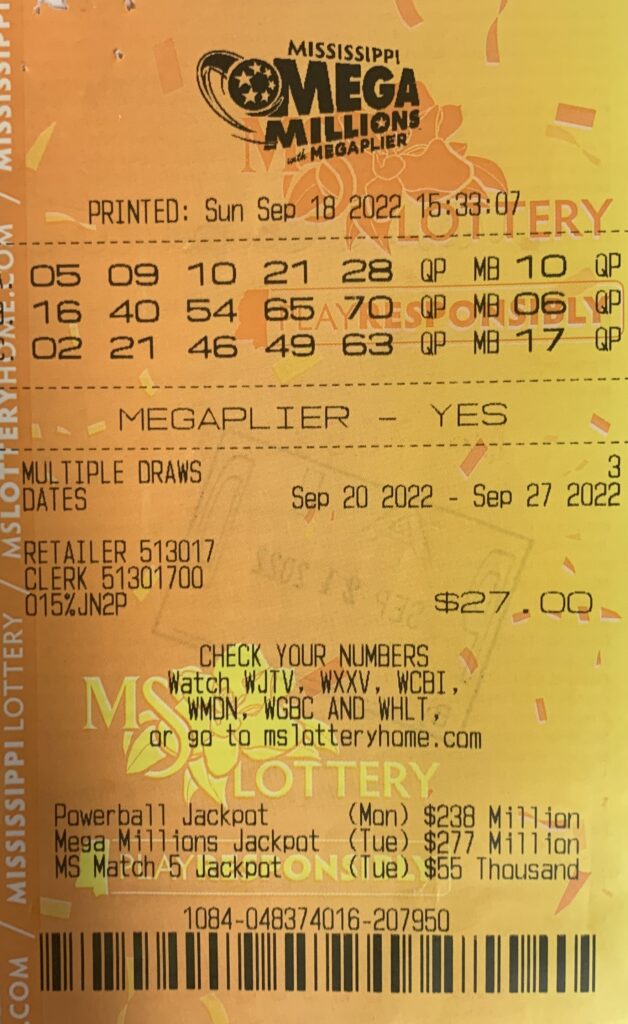 MISSISSIPPI
MEGA
MILLIONS
with MEGAPLIER
PRINTED: Sun Sep 18 2022 15:33:07
LOTTERY
05 09 10 21 28 QP MB 10 QP
16 40 54 65 70 QP MB 06 QP
PLAY RESPONSIBLY
02 21 46 49 63 QP MB 17 QP
MEGAPLIER - YES
MULTIPLE DRAWS 3
DATES Sep 20 2022 - Sep 27 2022
RETAILER 513017
CLERK 51301700
015%JN2P
$27.00
SEP 21 2022
CHECK YOUR NUMBERS
Watch WJTV, WXXV, WCBI,
WMDN, WGBC AND WHLT,
or go to mslotteryhome.com
MS
LOTTERY
Powerball Jackpot (Mon) $238 Million
Mega Millions Jackpot (Tue) $277 Million
MS Match 5 Jackpot (Tue) $55 Thousand
PLAY RESPONSIBLY
1084-048374016-207950
.COM / MISSISSIPPI LOTTERY / MSLOTTERYHOME.COM / MISSISSIPPI